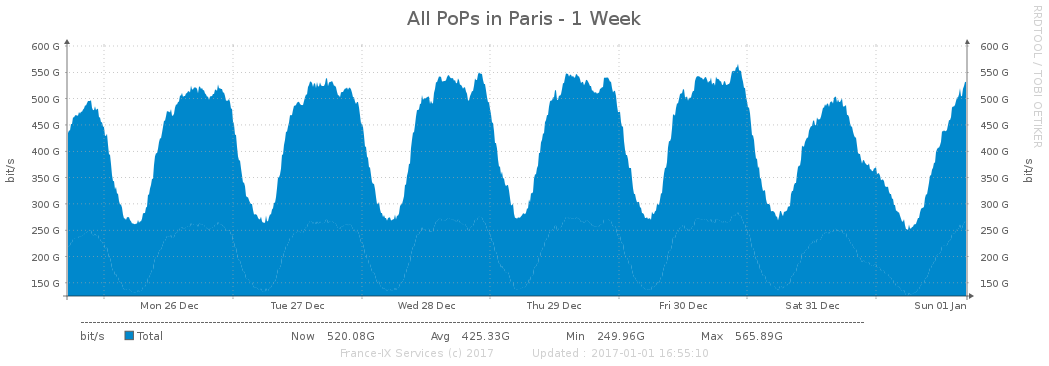 All PoPs in Paris - 1 Week
RRDTOOL / TOBI OETIKER
600 G 600 G
550 G 550 G
500 G 500 G
450 G 450 G
400 G 400 G
350 G 350 G
300 G 300 G
250 G 250 G
200 G 200 G
150 G 150 G
bit/s bit/s
Mon 26 Dec Tue 27 Dec Wed 28 Dec Thu 29 Dec Fri 30 Dec Sat 31 Dec Sun 01 Jan
bit/s Total Now 520.08G Avg 425.33G Min 249.96G Max 565.89G
France-IX Services (c) 2017 Updated : 2017-01-01 16:55:10